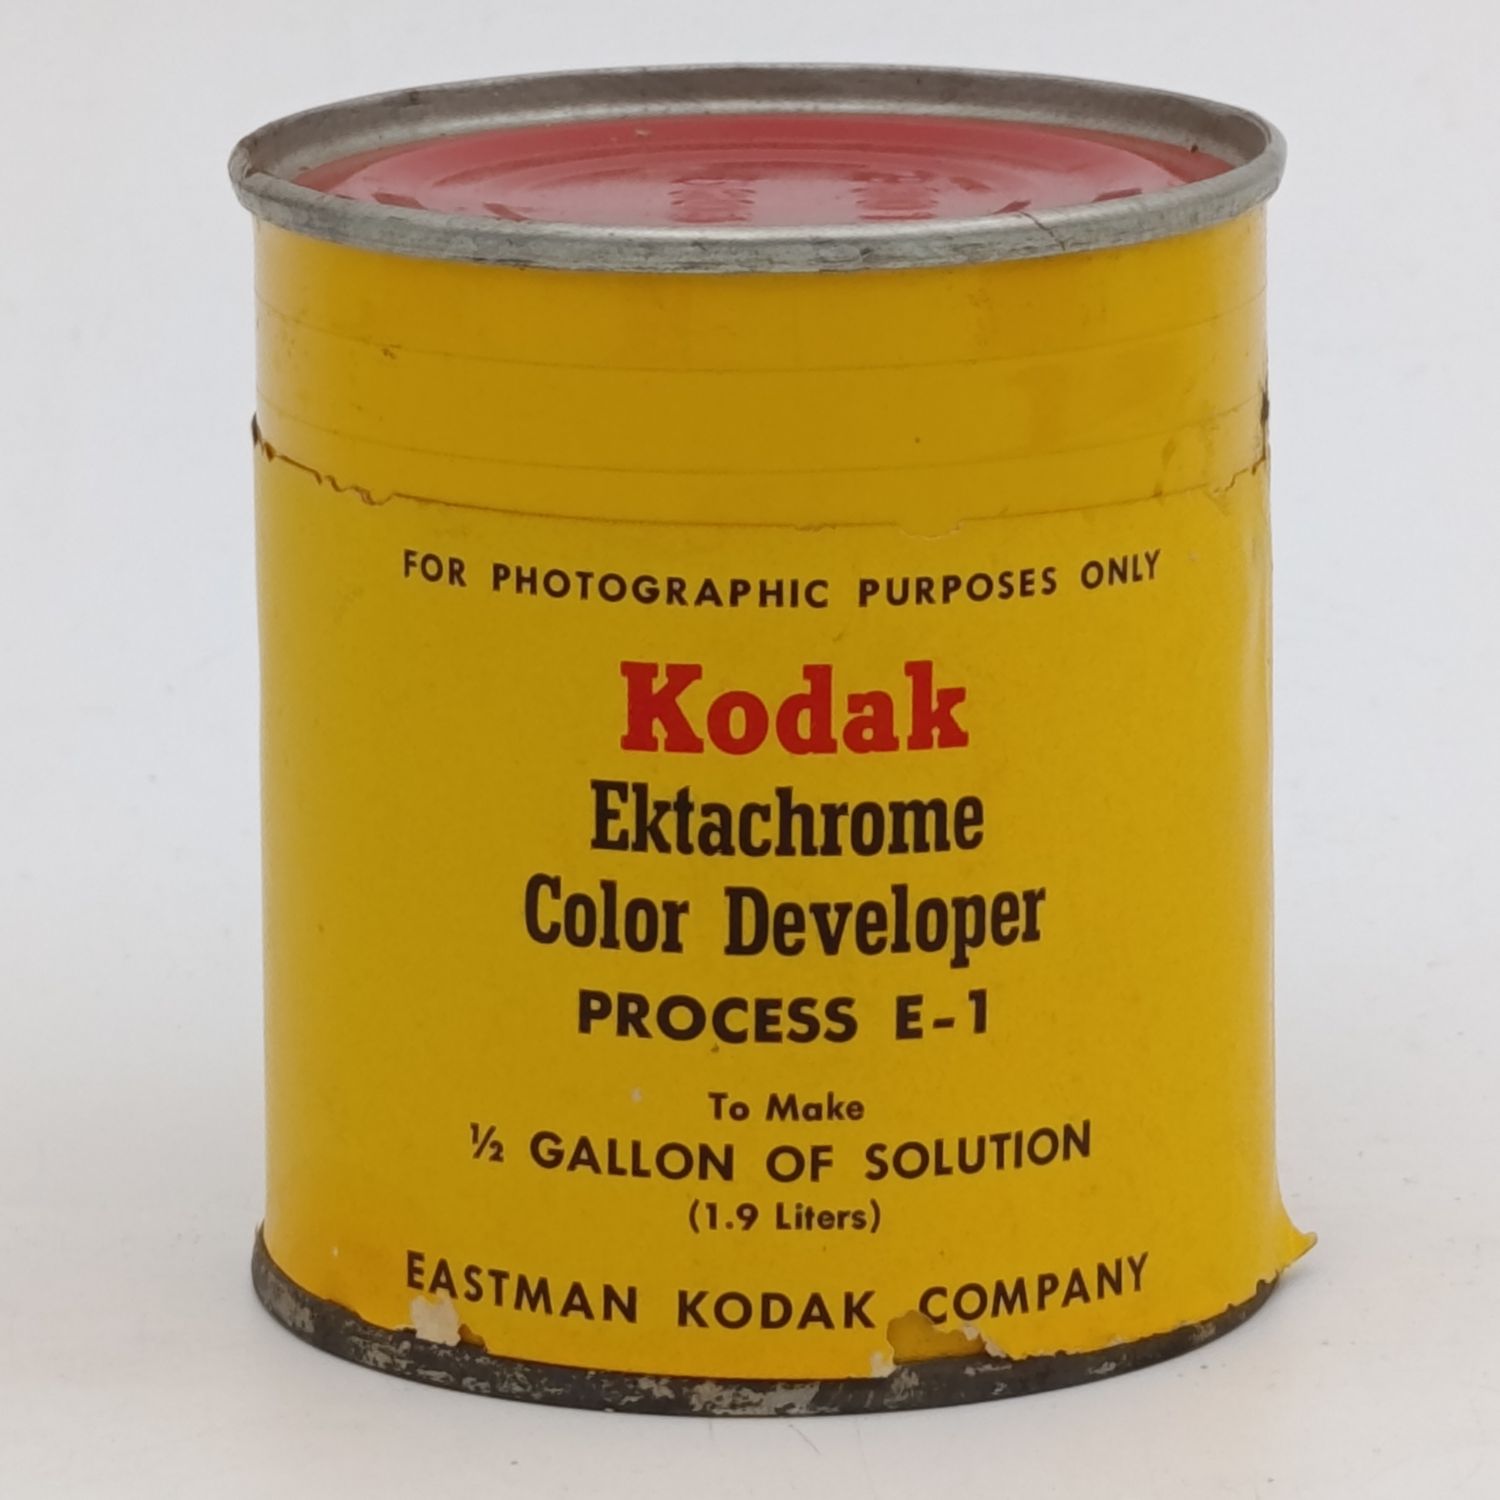 FOR PHOTOGRAPHIC PURPOSES ONLY
Kodak
Ektachrome
Color Developer
PROCESS E-1
To Make
½ GALLON OF SOLUTION
(1.9 Liters)
EASTMAN KODAK COMPANY